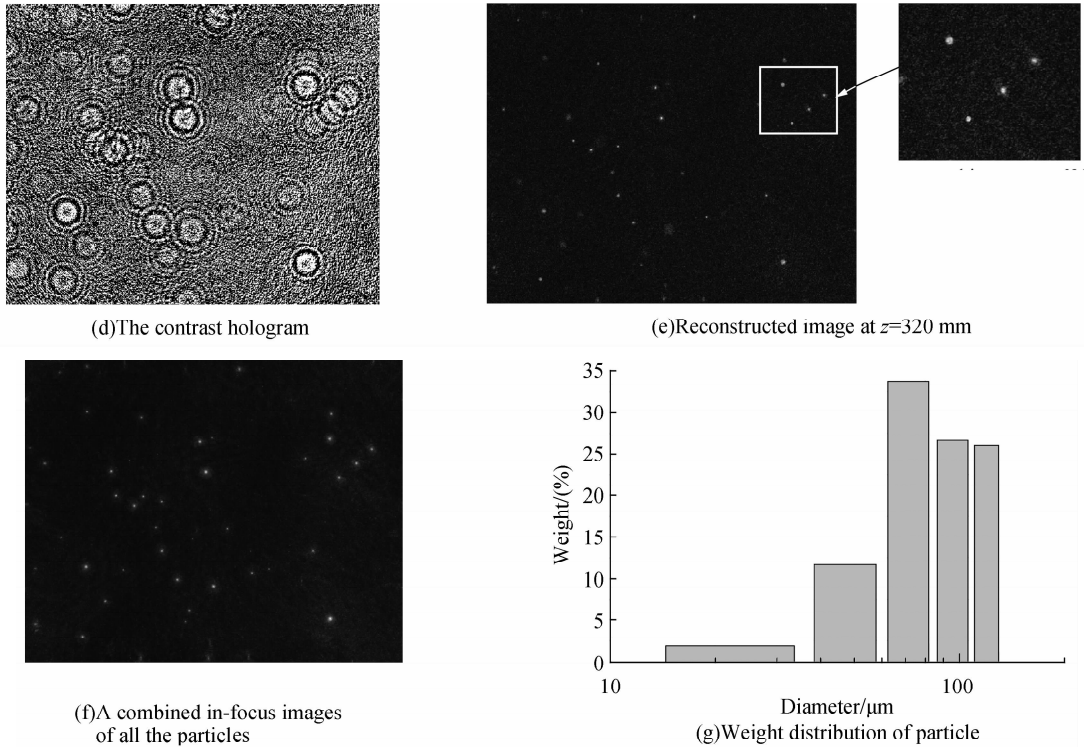 (d)The contrast hologram
(e)Reconstructed image at z=320 mm
(f)A combined in-focus images
of all the particles
35
30
25
20
15
10
5
0
Weight/(%)
10
100
Diameter/μm
(g)Weight distribution of particle